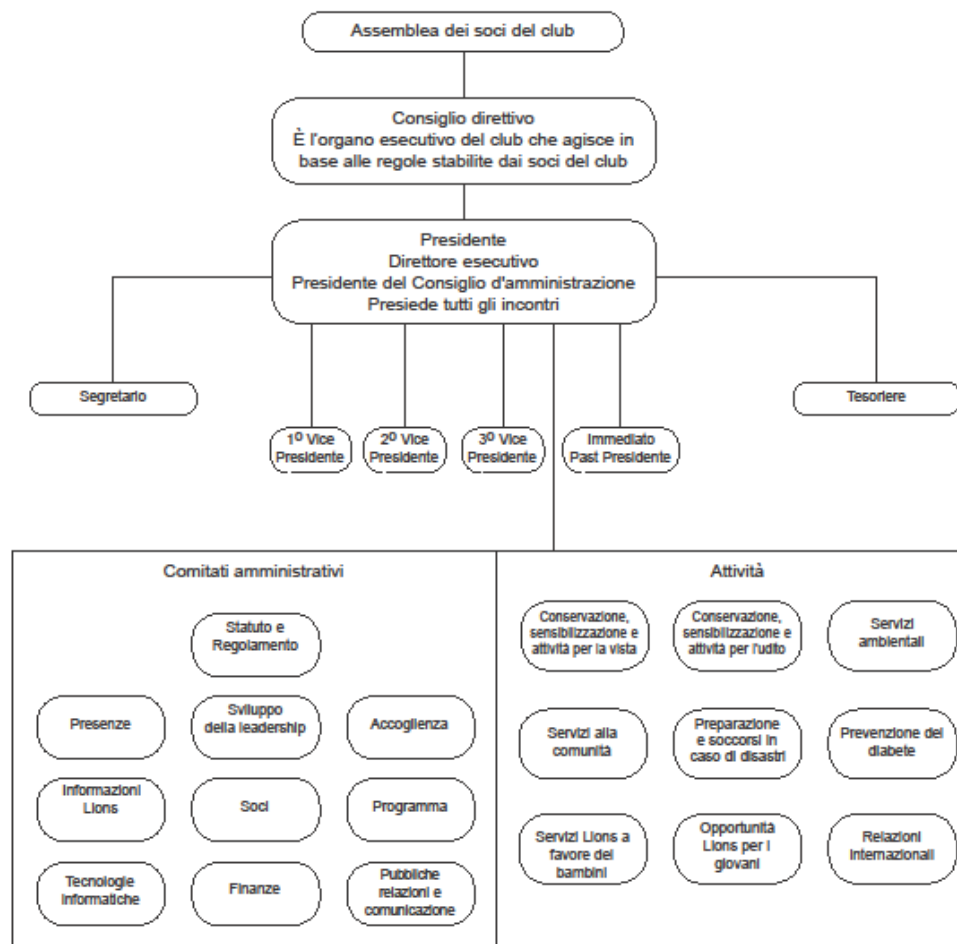 Assemblea dei soci del club
Consiglio direttivo
È l'organo esecutivo del club che agisce in
base alle regole stabilite dai soci del club
Presidente
Direttore esecutivo
Presidente del Consiglio d'amministrazione
Presiede tutti gli incontri
Segretario
Tesoriere
1º Vice
Presidente
2º Vice
Presidente
3º Vice
Presidente
Immediato
Past Presidente
Comitati amministrativi
Statuto e
Regolamento
Presenze
Sviluppo
della leadership
Accoglienza
Informazioni
Lions
Soci
Programma
Tecnologie
Informatiche
Finanze
Pubbliche
relazioni e
comunicazione
Attività
Conservazione,
sensibilizzazione e
attività per la vista
Conservazione,
sensibilizzazione e
attività per l'udito
Servizi
ambientali
Servizi alla
comunità
Preparazione
e soccorsi in
caso di disastri
Prevenzione del
diabete
Servizi Lions a
favore dei
bambini
Opportunità
Lions per i
giovani
Relazioni
Internazionali